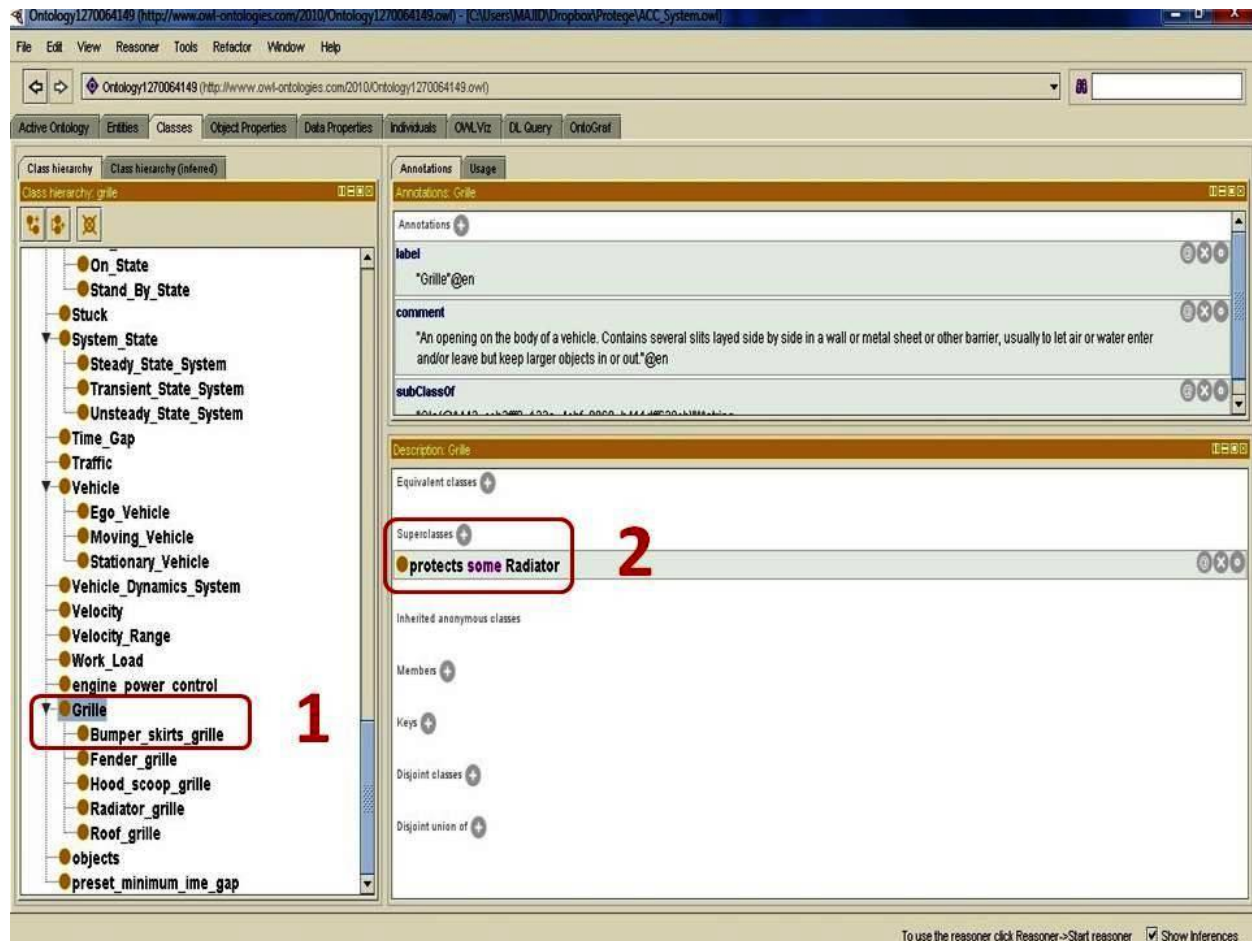 Ontology1270064149 (http://www.owl-ontologies.com/2010/Ontology1270064149.owl) - [C:\Users\MAJID\Dropbox\Protege\ACC_System.owl]
File Edit View Reasoner Tools Refactor Window Help
Ontology1270064149 (http://www.owl-ontologies.com/2010/Ontology1270064149.owl)
Active Ontology Entities Classes Object Properties Data Properties Individuals OWLViz DL Query OntoGraf
Class hierarchy Class hierarchy (inferred)
Class hierarchy: grille
On_State
Stand_By_State
Stuck
System_State
Steady_State_System
Transient_State_System
Unsteady_State_System
Time_Gap
Traffic
Vehicle
Ego_Vehicle
Moving_Vehicle
Stationary_Vehicle
Vehicle_Dynamics_System
Velocity
Velocity_Range
Work_Load
engine_power_control
Grille
1
Bumper_skirts_grille
Fender_grille
Hood_scoop_grille
Radiator_grille
Roof_grille
objects
preset_minimum_ime_gap
Annotations Usage
Annotations: Grille
Annotations
label
"Grille"@en
comment
"An opening on the body of a vehicle. Contains several slits layed side by side in a wall or metal sheet or other barrier, usually to let air or water enter
and/or leave but keep larger objects in or out."@en
subClassOf
Description: Grille
Equivalent classes
Superclasses
2
protects some Radiator
Inherited anonymous classes
Members
Keys
Disjoint classes
Disjoint union of
To use the reasoner click Reasoner->Start reasoner Show Inferences